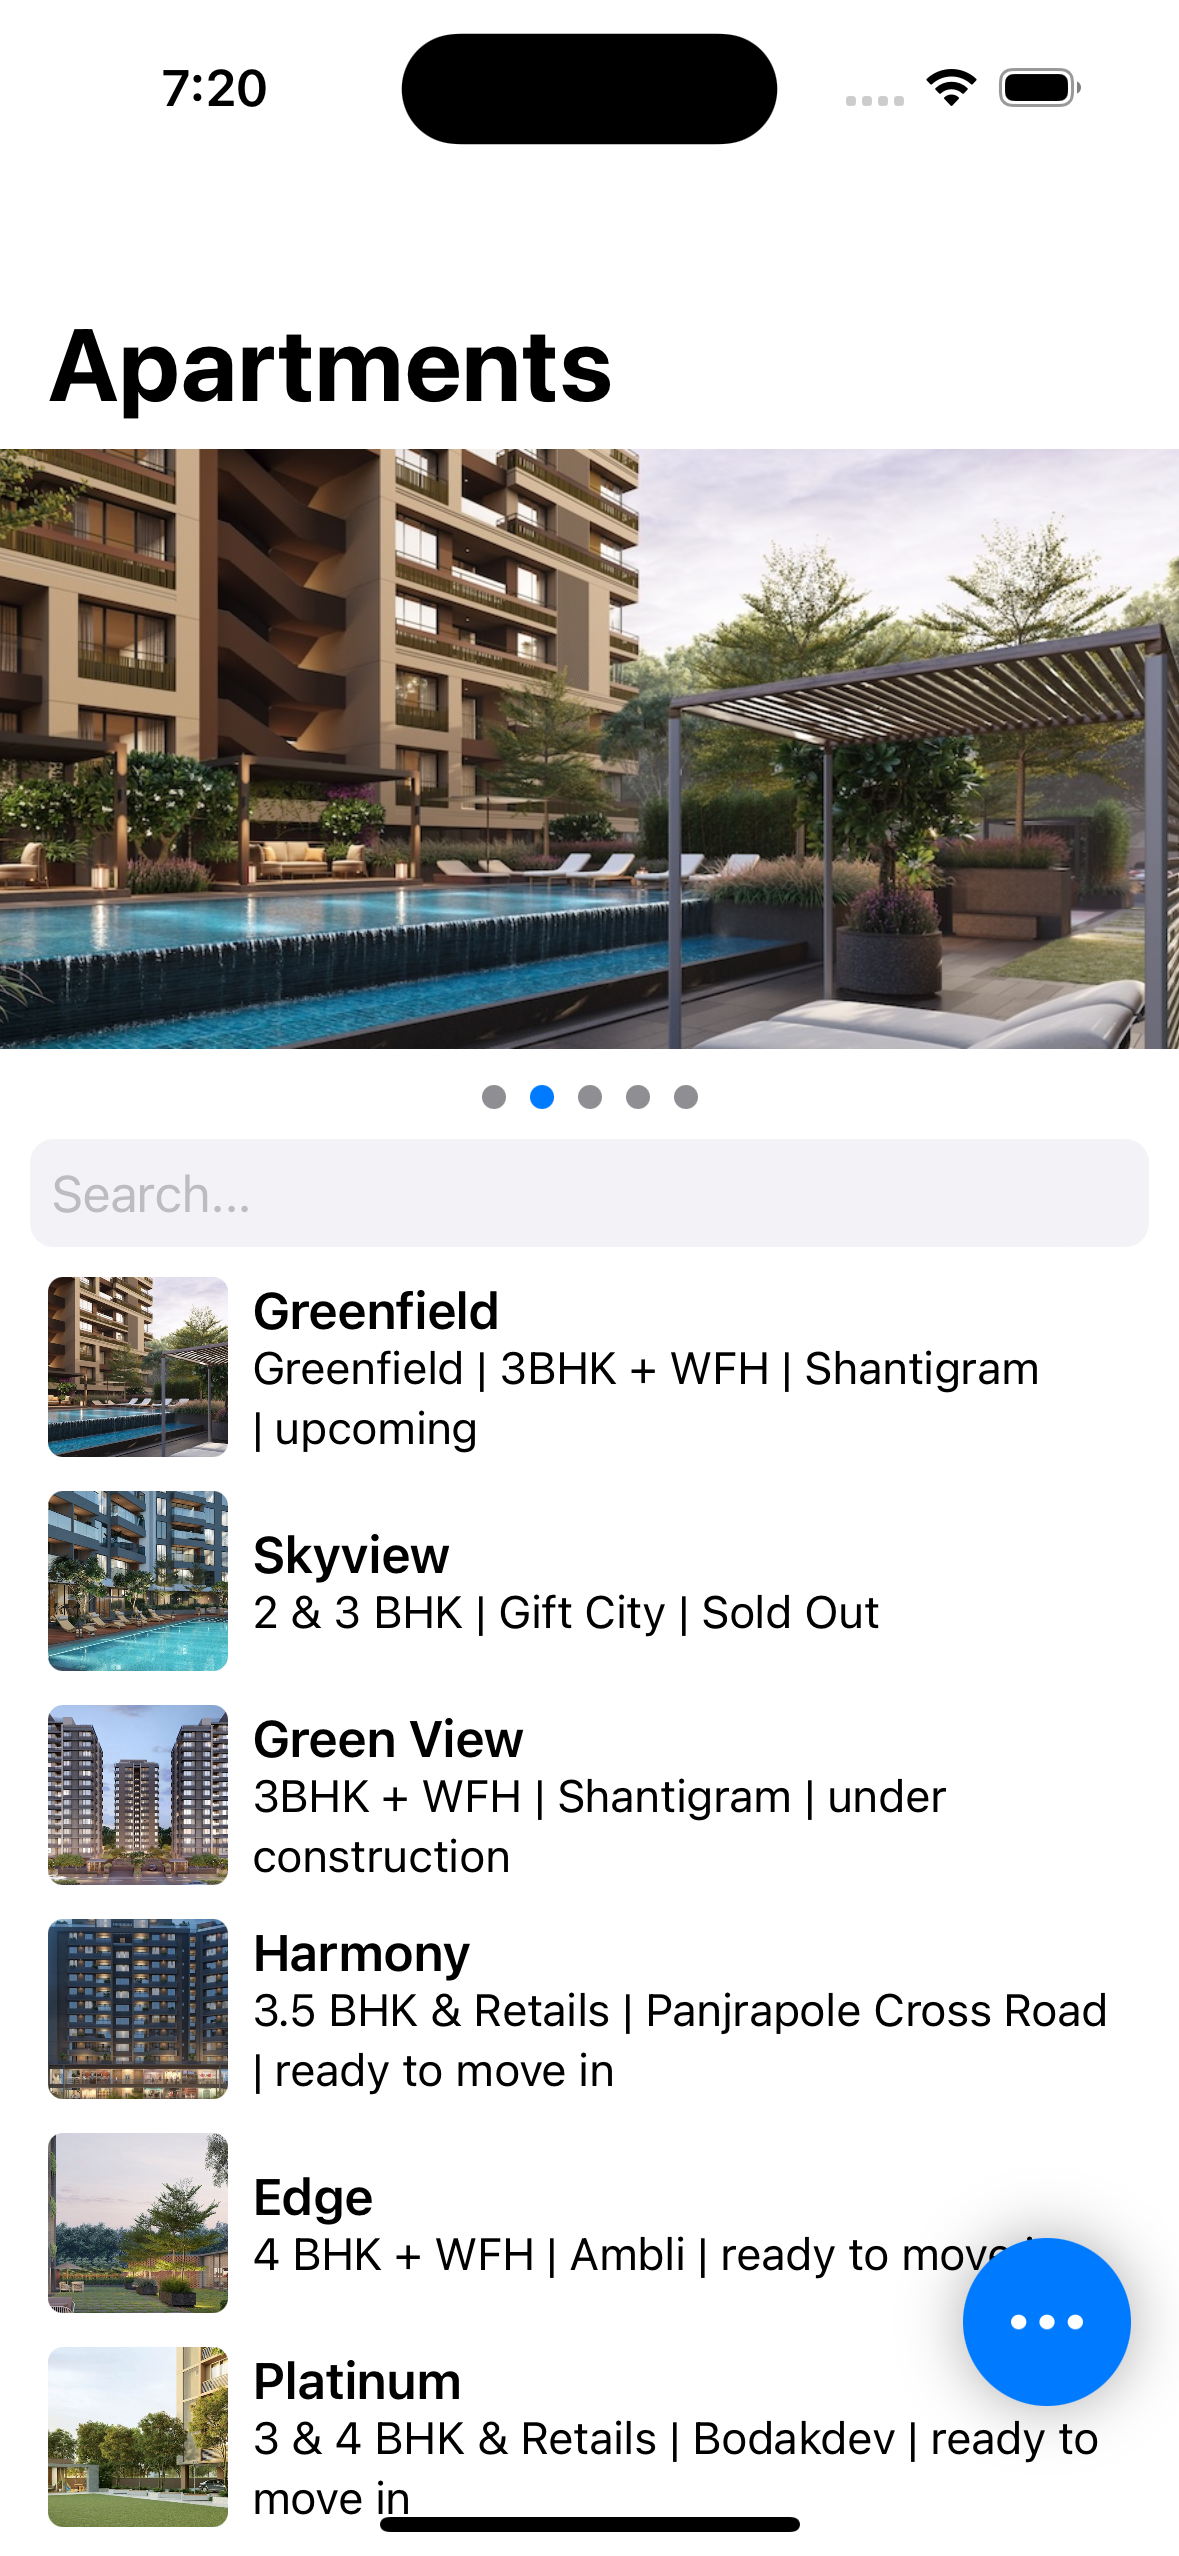 7:20
Apartments
Search...
Greenfield
Greenfield | 3BHK + WFH | Shantigram
| upcoming
Skyview
2 & 3 BHK | Gift City | Sold Out
Green View
3BHK + WFH | Shantigram | under
construction
Harmony
3.5 BHK & Retails | Panjrapole Cross Road
| ready to move in
Edge
4 BHK + WFH | Ambli | ready to move
Platinum
3 & 4 BHK & Retails | Bodakdev | ready to
move in